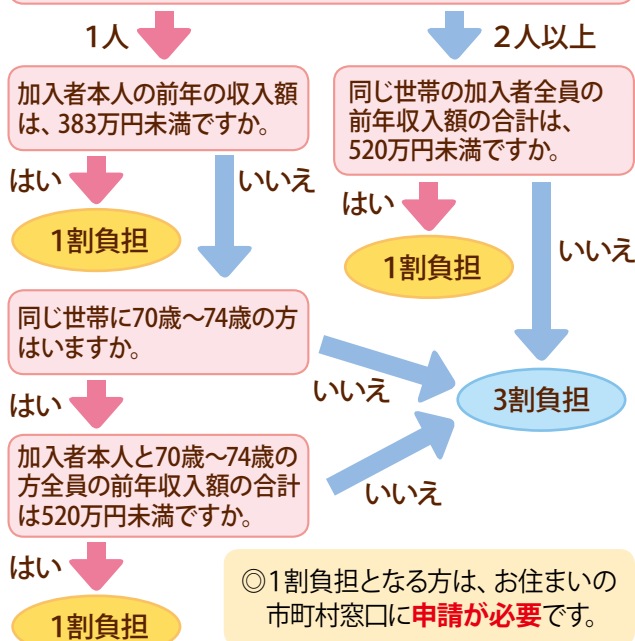 1人
2人以上
加入者本人の前年の収入額
は、383万円未満ですか。
同じ世帯の加入者全員の
前年収入額の合計は、
520万円未満ですか。
はい
いいえ
はい
いいえ
1割負担
1割負担
同じ世帯に70歳〜74歳の方
はいますか。
いいえ
3割負担
はい
加入者本人と70歳〜74歳の
方全員の前年収入額の合計
は520万円未満ですか。
いいえ
はい
1割負担
◎1割負担となる方は、お住まいの
市町村窓口に申請が必要です。